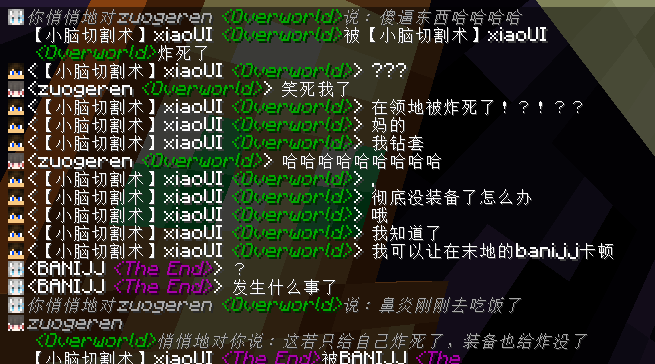 你悄悄地对zuogeren <Overworld>说：傻逼东西哈哈哈哈
【小脑切割术】xiaoUI <Overworld>被【小脑切割术】xiaoUI
<Overworld>炸死了
<【小脑切割术】xiaoUI <Overworld>> ???
<zuogeren <Overworld>> 笑死我了
<【小脑切割术】xiaoUI <Overworld>> 在领地被炸死了！？！？？
<【小脑切割术】xiaoUI <Overworld>> 妈的
<【小脑切割术】xiaoUI <Overworld>> 我钻套
<zuogeren <Overworld>> 哈哈哈哈哈哈哈哈哈
<【小脑切割术】xiaoUI <Overworld>> .
<【小脑切割术】xiaoUI <Overworld>> 彻底没装备了怎么办
<【小脑切割术】xiaoUI <Overworld>> 哦
<【小脑切割术】xiaoUI <Overworld>> 我知道了
<【小脑切割术】xiaoUI <Overworld>> 我可以让在末地的banijj卡顿
<BANIJJ <The End>> ？
<BANIJJ <The End>> 发生什么事了
你悄悄地对zuogeren <Overworld>说：鼻炎刚刚去吃饭了
zuogeren
<Overworld>悄悄地对你说：这若只给自己炸死了，装备也给炸没了
【小脑切割术】xiaoUI <The End>被BANIJJ <The